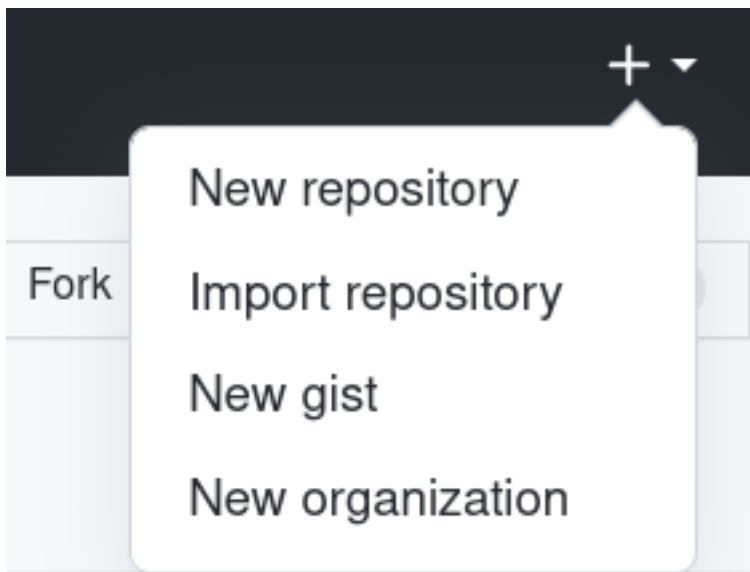 New repository
Fork
Import repository
New gist
New organization